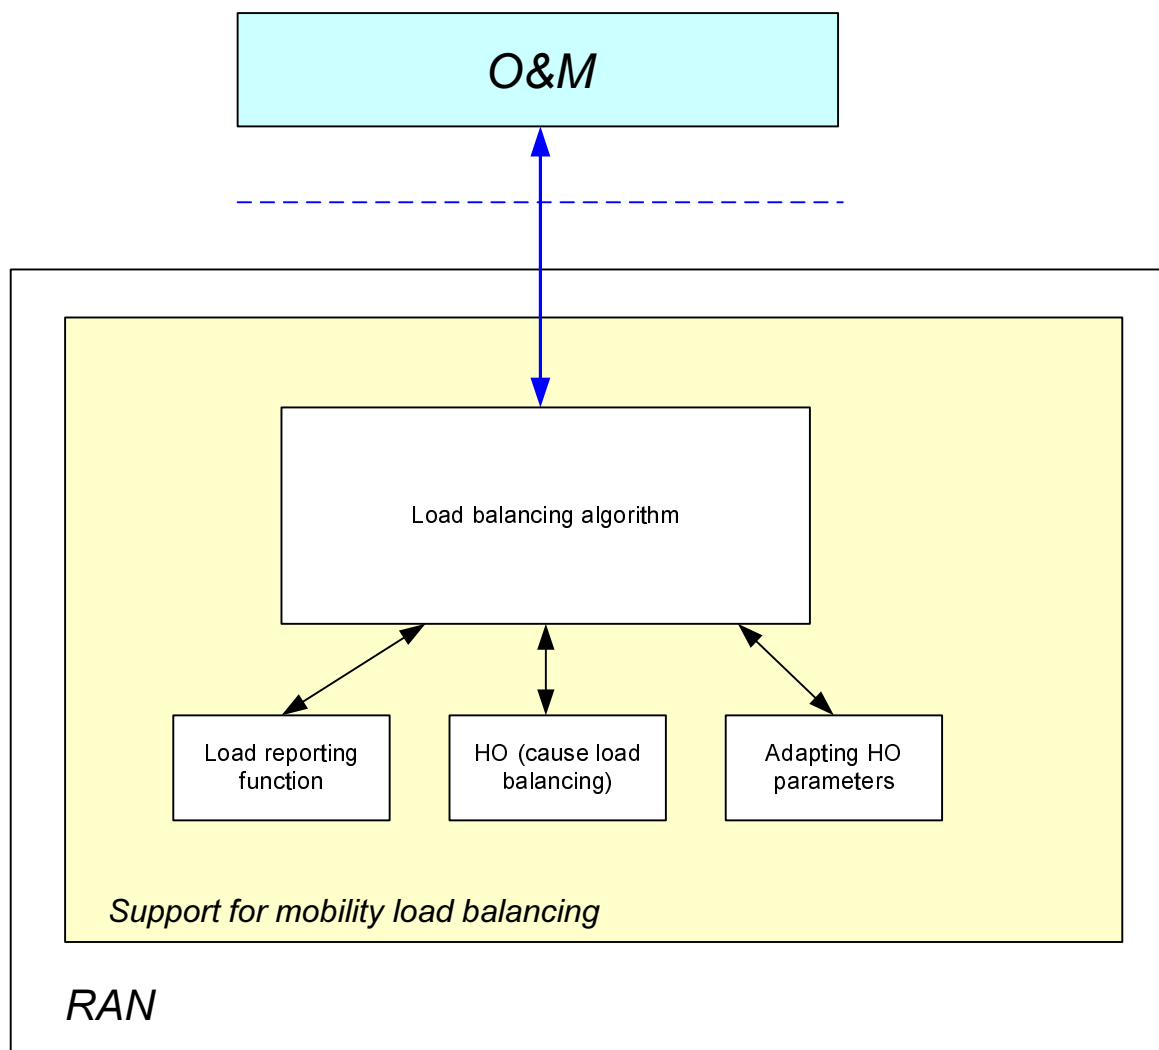 O&M
Load balancing algorithm
Load reporting
function
HO (cause load
balancing)
Adapting HO
parameters
Support for mobility load balancing
RAN